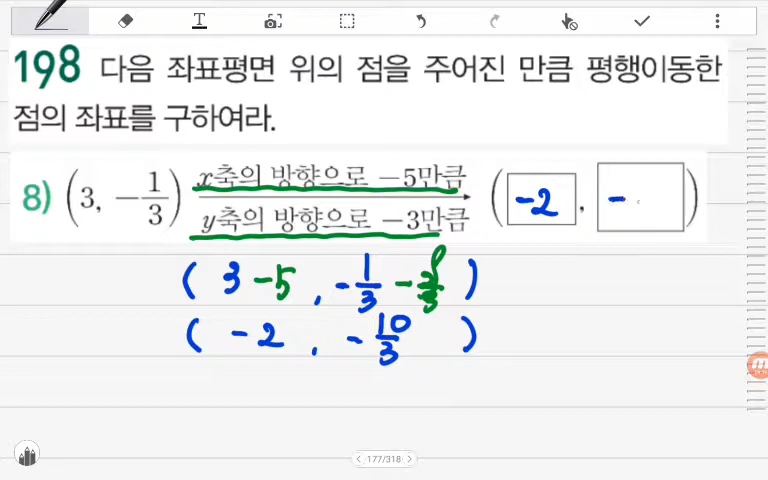 T
198 다음 좌표평면 위의 점을 주어진 만큼 평행이동한
점의 좌표를 구하여라.
8) (3, -1/3) x축의 방향으로 -5만큼 y축의 방향으로 -3만큼 (-2, -)
(3 -5, -1/3 -9/3)
(-2, -10/3)
177/318